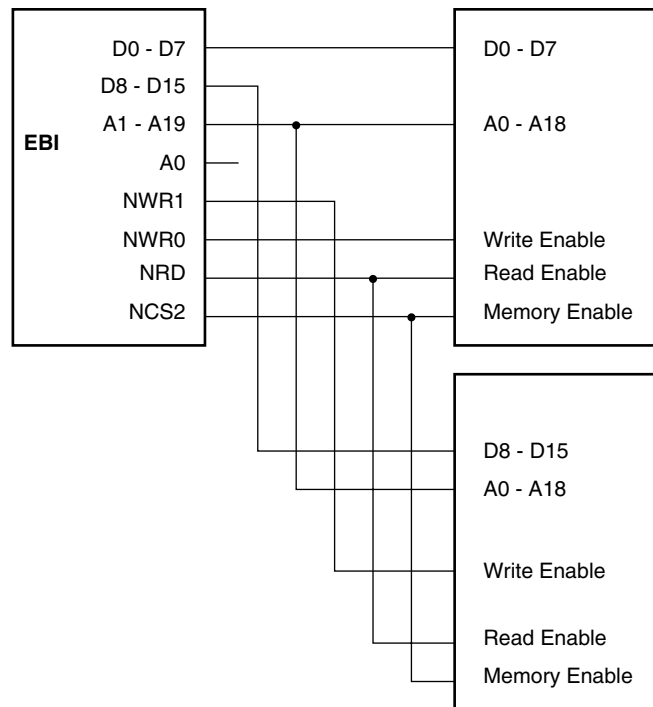 EBI
D0 - D7
D8 - D15
A1 - A19
A0
NWR1
NWR0
NRD
NCS2
D0 - D7
A0 - A18
Write Enable
Read Enable
Memory Enable
D8 - D15
A0 - A18
Write Enable
Read Enable
Memory Enable